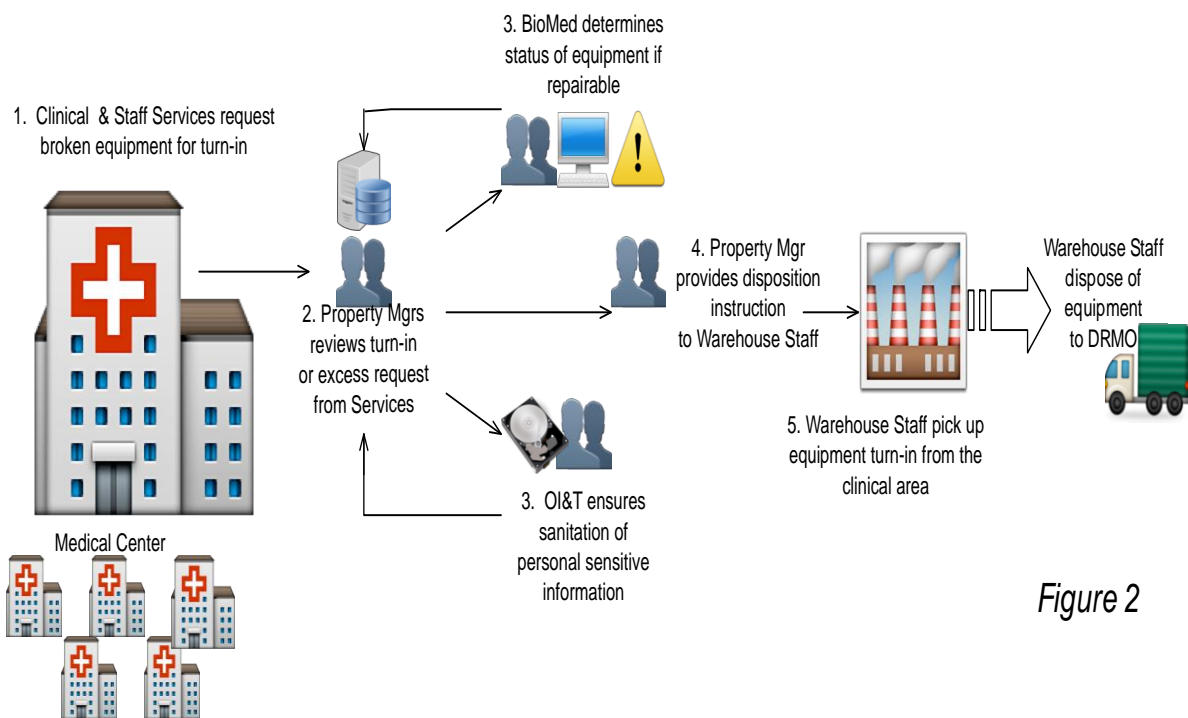 1. Clinical & Staff Services request
broken equipment for turn-in
3. BioMed determines
status of equipment if
repairable
2. Property Mgrs
reviews turn-in
or excess request
from Services
3. OI&T ensures
sanitation of
personal sensitive
information
4. Property Mgr
provides disposition
instruction
to Warehouse Staff
5. Warehouse Staff pick up
equipment turn-in from the
clinical area
Warehouse Staff
dispose of
equipment
to DRMO
Medical Center
Figure 2